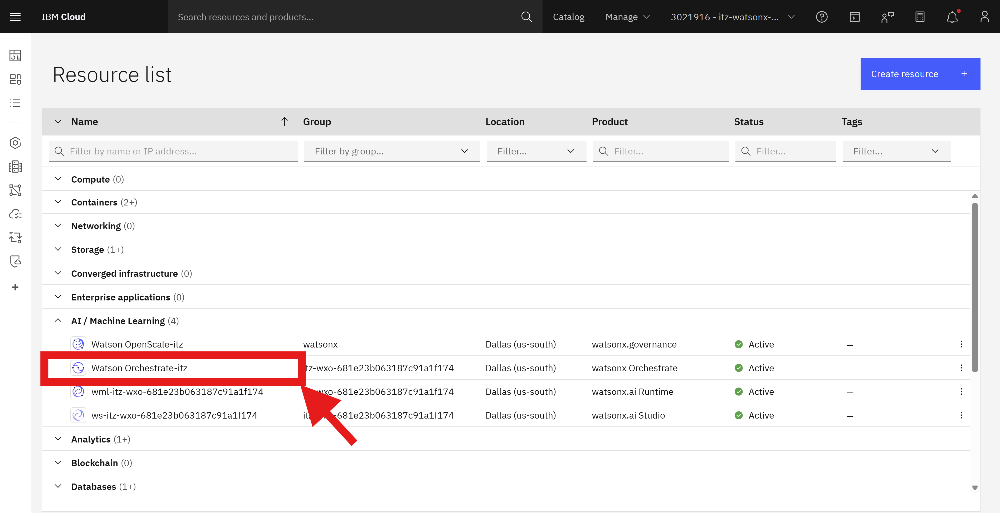 IBM Cloud
Search resources and products...
Catalog
Manage
3021916 - itz-watsonx-...
Resource list
Create resource +
Name Group Location Product Status Tags
Filter by name or IP address... Filter by group... Filter... Filter... Filter... Filter...
Compute (0)
Containers (2+)
Networking (0)
Storage (1+)
Converged infrastructure (0)
Enterprise applications (0)
AI / Machine Learning (4)
Watson OpenScale-itz watsonx Dallas (us-south) watsonx.governance Active –
Watson Orchestrate-itz tz-wxo-681e23b063187c91a1f174 Dallas (us-south) watsonx Orchestrate Active –
wml-itz-wxo-681e23b063187c91a1f174 wxo-681e23b063187c91a1f174 Dallas (us-south) watsonx.ai Runtime Active –
ws-itz-wxo-681e23b063187c91a1f174 681e23b063187c91a1f174 Dallas (us-south) watsonx.ai Studio Active –
Analytics (1+)
Blockchain (0)
Databases (1+)